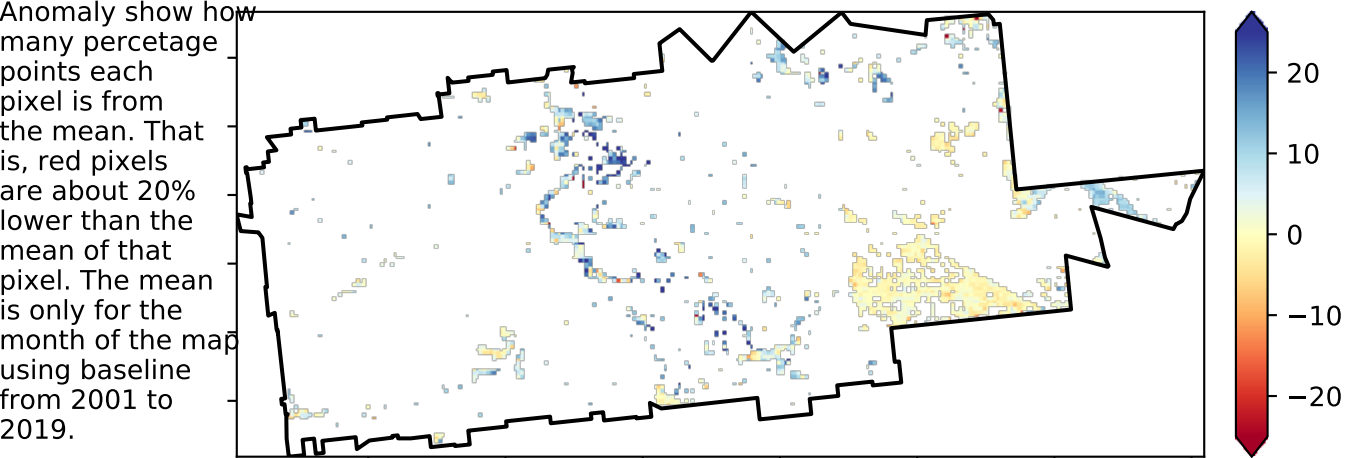 Anomaly show how
many percetage
points each
pixel is from
the mean. That
is, red pixels
are about 20%
lower than the
mean of that
pixel. The mean
is only for the
month of the map
using baseline
from 2001 to
2019.
20
10
0
−10
−20